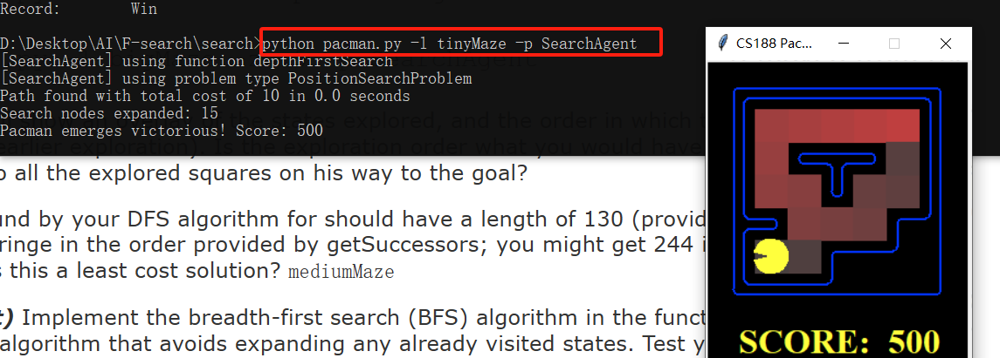 Record: Win
D:\Desktop\AI\F-search\search>python pacman.py -l tinyMaze -p SearchAgent
[SearchAgent] using function depthFirstSearch
[SearchAgent] using problem type PositionSearchProblem
Path found with total cost of 10 in 0.0 seconds
Search nodes expanded: 15 the states explored, and the order in which
Pacman emerges victorious! Score: 500
earlier exploration). Is the exploration order what you would have
o all the explored squares on his way to the goal?
und by your DFS algorithm for should have a length of 130 (provid
ringe in the order provided by getSuccessors; you might get 244 i
s this a least cost solution? mediumMaze
t) Implement the breadth-first search (BFS) algorithm in the funct
algorithm that avoids expanding any already visited states. Test y
CS188 Pac...
SCORE: 500